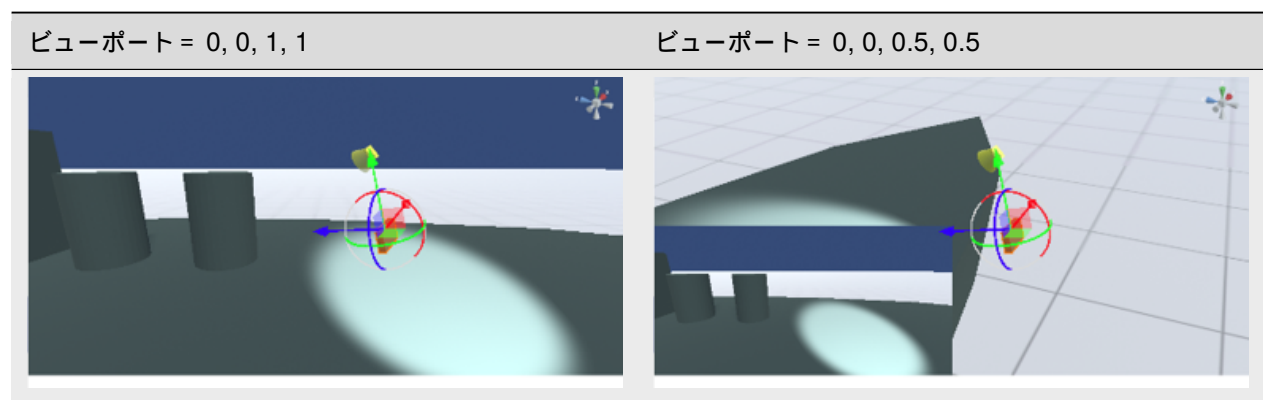 ビューポート = 0, 0, 1, 1
ビューポート = 0, 0, 0.5, 0.5